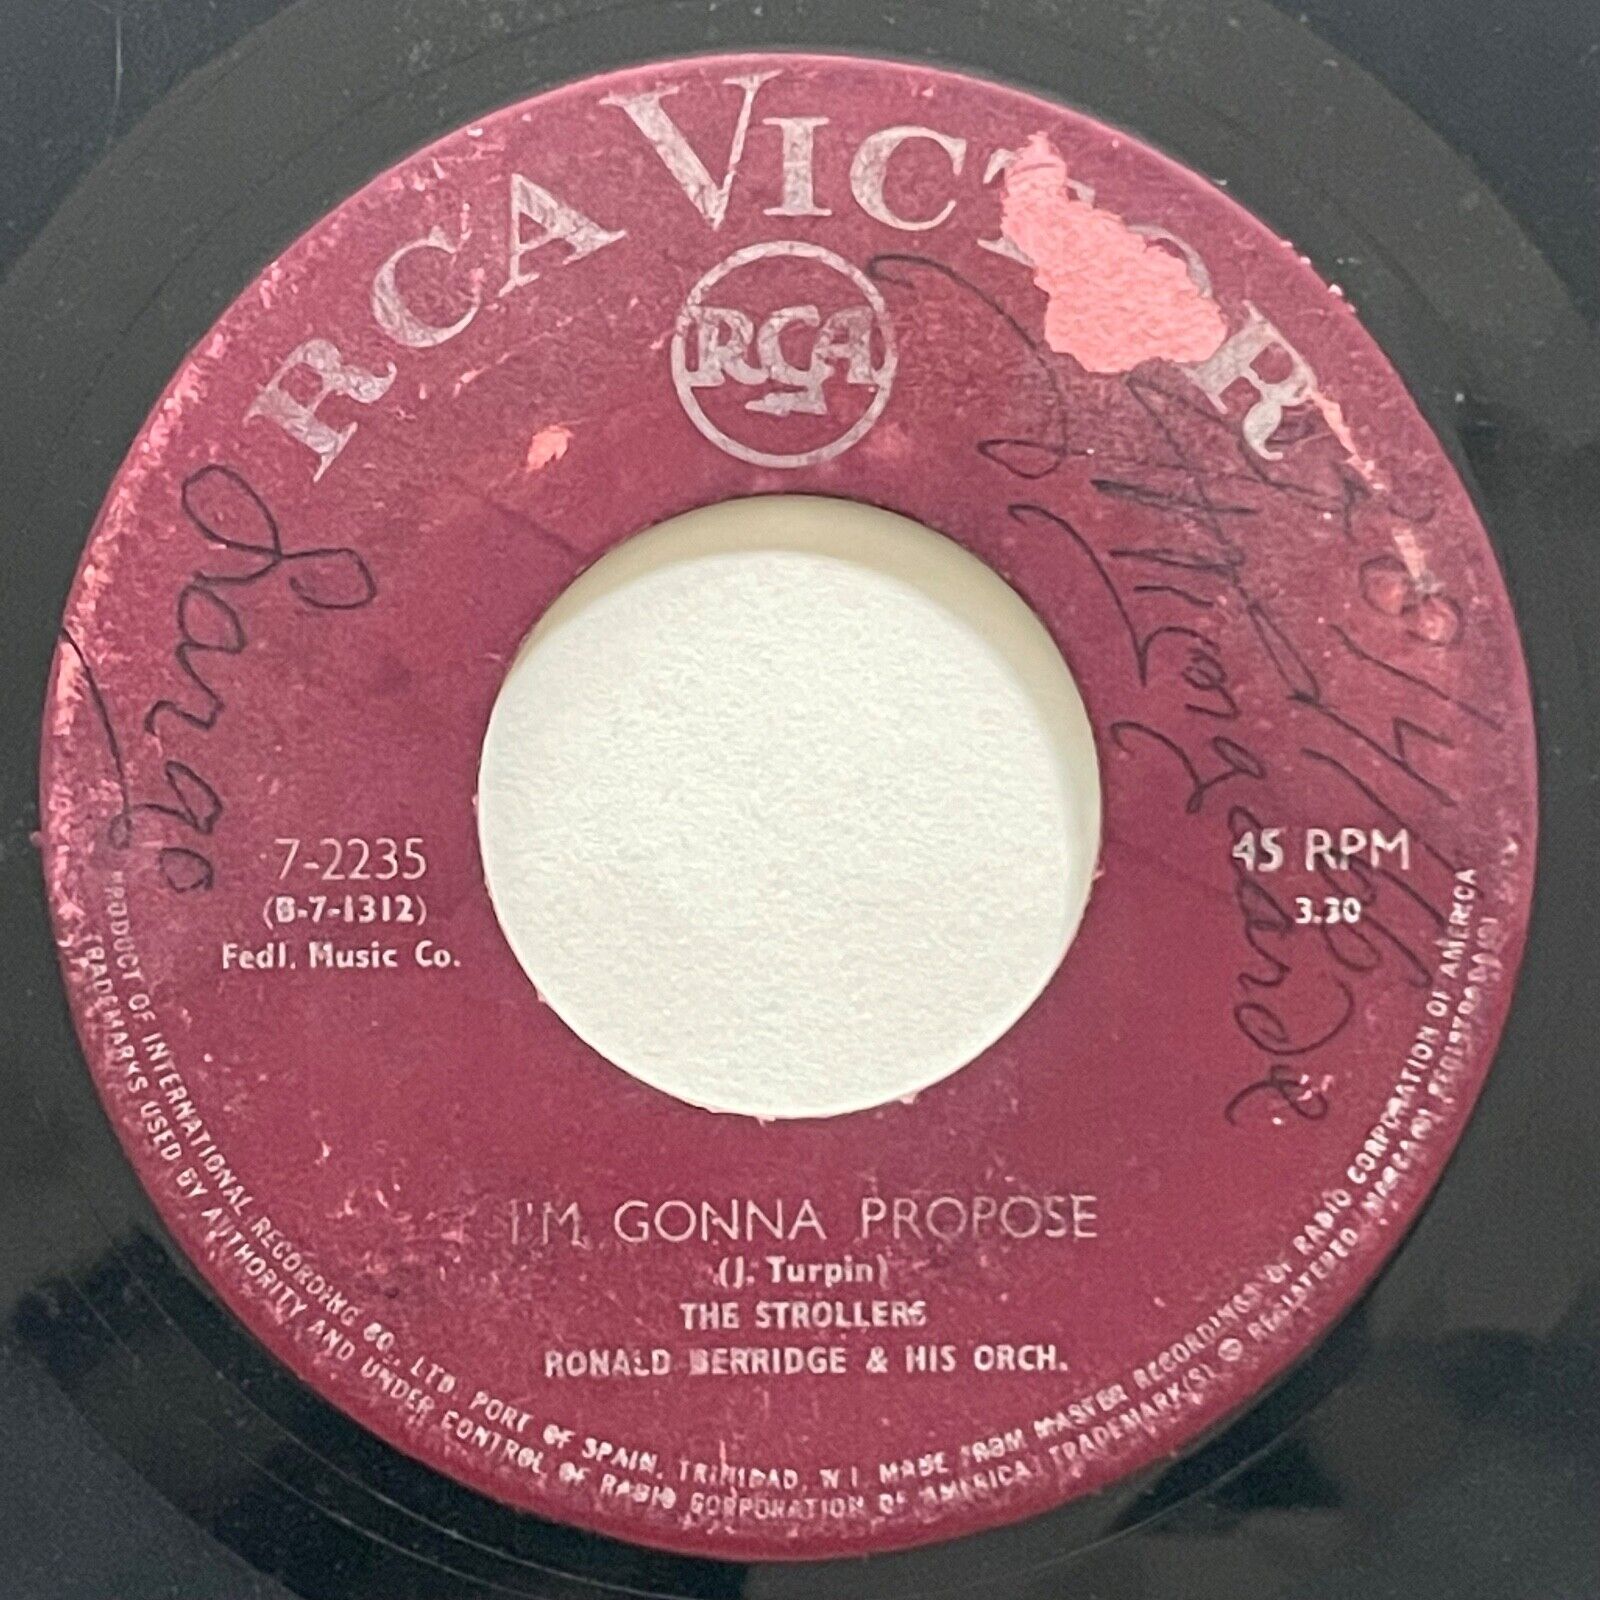 RCA VICTOR
RCA
7-2235
(B-7-1312)
Fedl. Music Co.
45 RPM
3.30
I'M GONNA PROPOSE
(J. Turpin)
THE STROLLERS
RONALD BERRIDGE & HIS ORCH.
"PRODUCT OF INTERNATIONAL RECORDING CO., LTD. PORT OF SPAIN, TRINIDAD, W I. MADE FROM MASTER RECORDINGS OF RADIO CORPORATION OF AMERICA
TRADEMARKS USED BY AUTHORITY AND UNDER CONTROL OF RADIO CORPORATION OF AMERICA) TRADEMARK(S) ® REGISTERED MARCA(S) REGISTRADA(S)